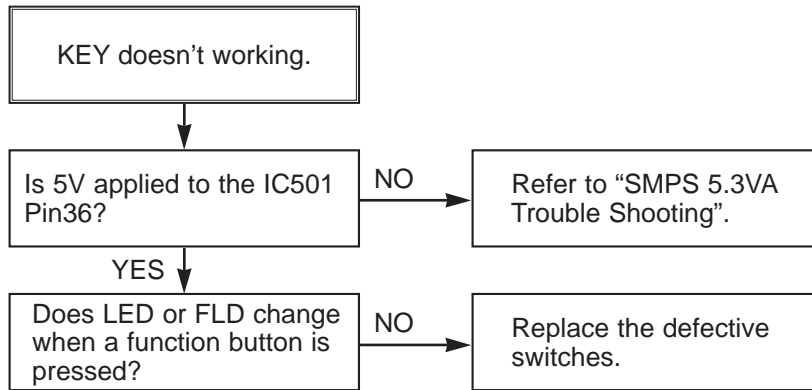 KEY doesn't working.
Is 5V applied to the IC501
Pin36?
NO
Refer to “SMPS 5.3VA
Trouble Shooting”.
YES
Does LED or FLD change
when a function button is
pressed?
NO
Replace the defective
switches.